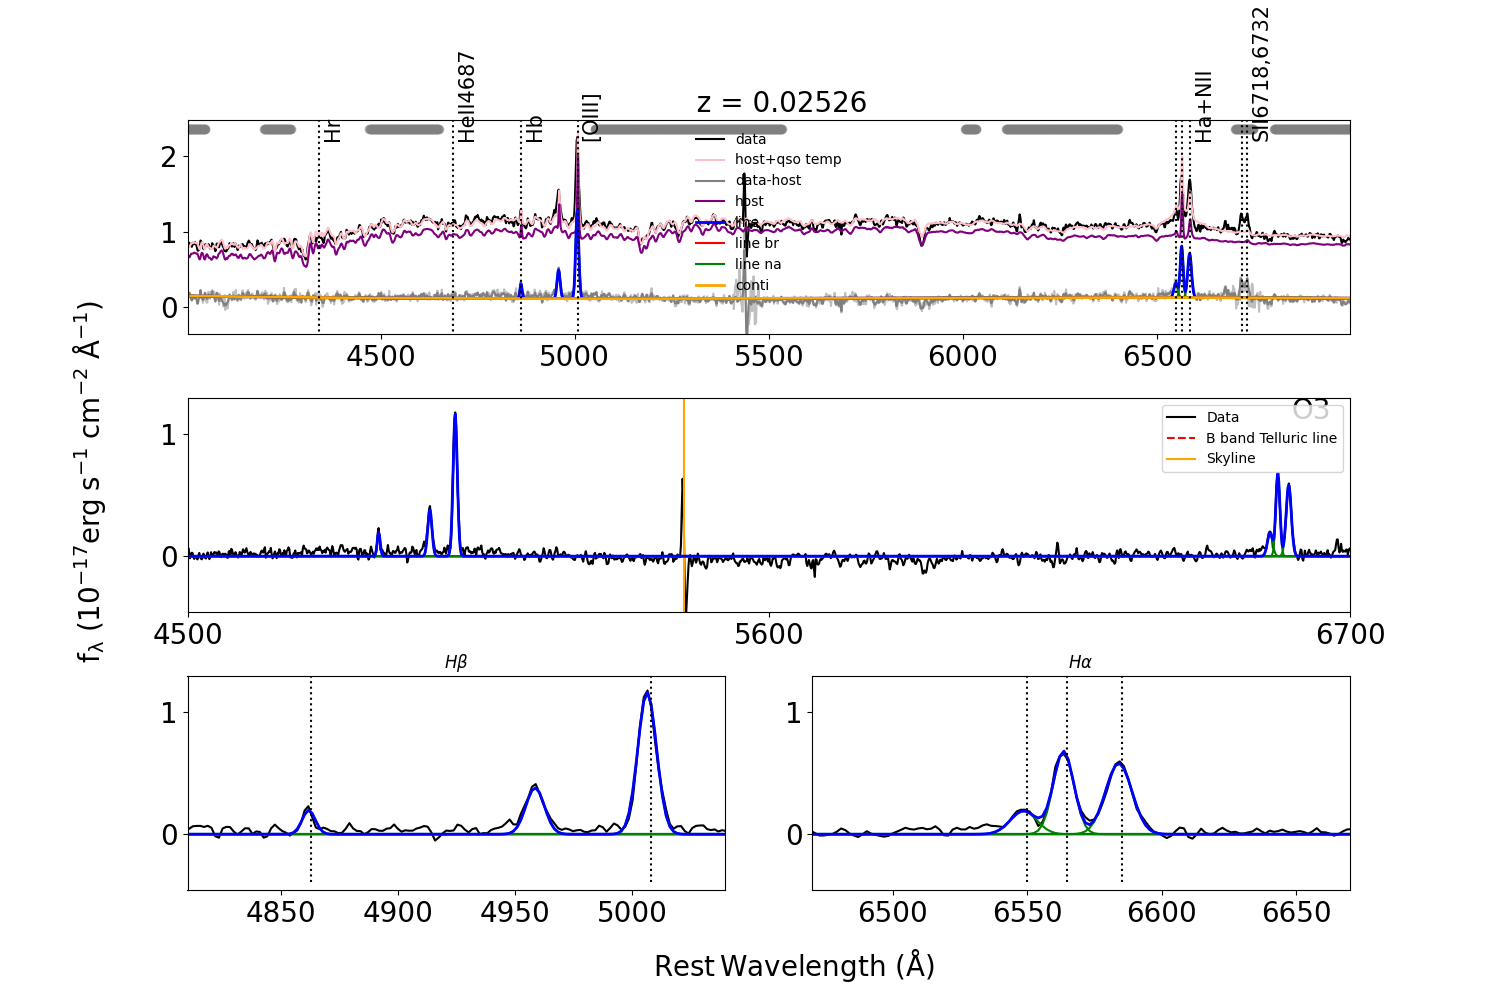 z = 0.02526
Hr
HeII4687
Hb
[OIII]
Ha+NII
SII6718,6732
data
host+qso temp
data-host
host
line
line br
line na
conti
2
1
0
4500 5000 5500 6000 6500
fλ (10⁻¹⁷erg s⁻¹ cm⁻² Å⁻¹)
O3
Data
B band Telluric line
Skyline
1
0
4500 5600 6700
Hβ
1
0
4850 4900 4950 5000
Hα
1
0
6500 6550 6600 6650
Rest Wavelength (Å)